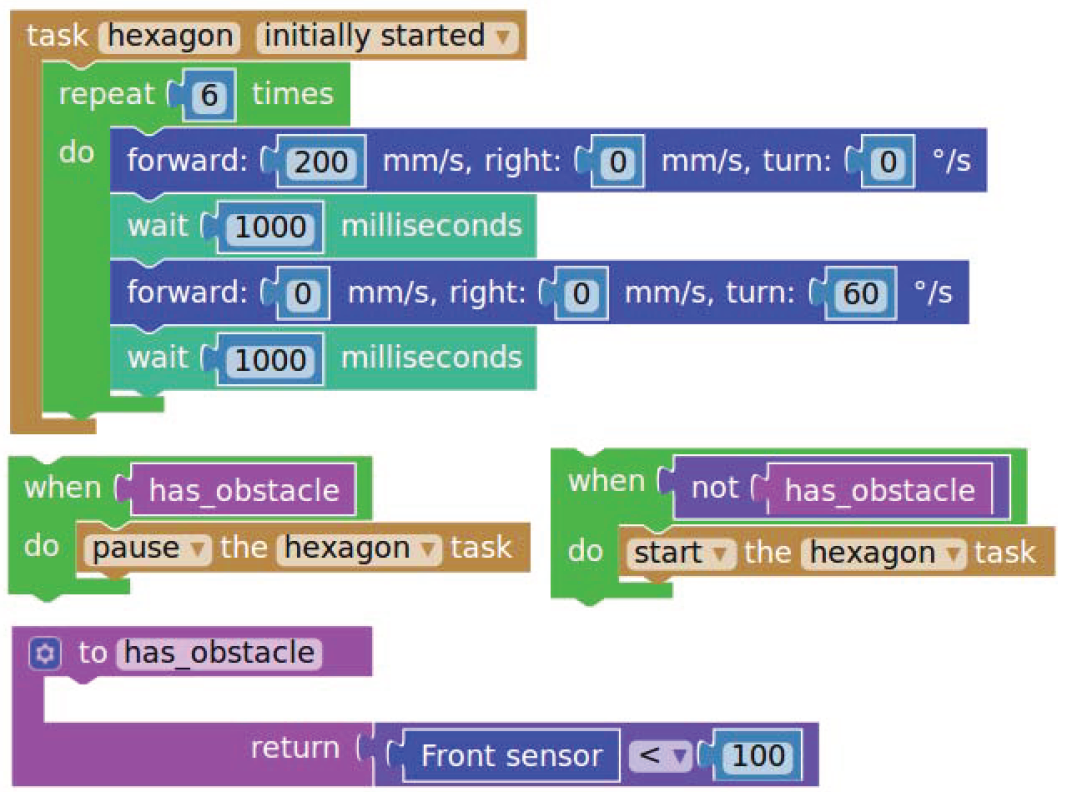 task hexagon initially started ▾
repeat 6 times
do forward: 200 mm/s, right: 0 mm/s, turn: 0 °/s
wait 1000 milliseconds
forward: 0 mm/s, right: 0 mm/s, turn: 60 °/s
wait 1000 milliseconds
when has_obstacle
do pause ▾ the hexagon ▾ task
when not has_obstacle
do start ▾ the hexagon ▾ task
to has_obstacle
return Front sensor < ▾ 100